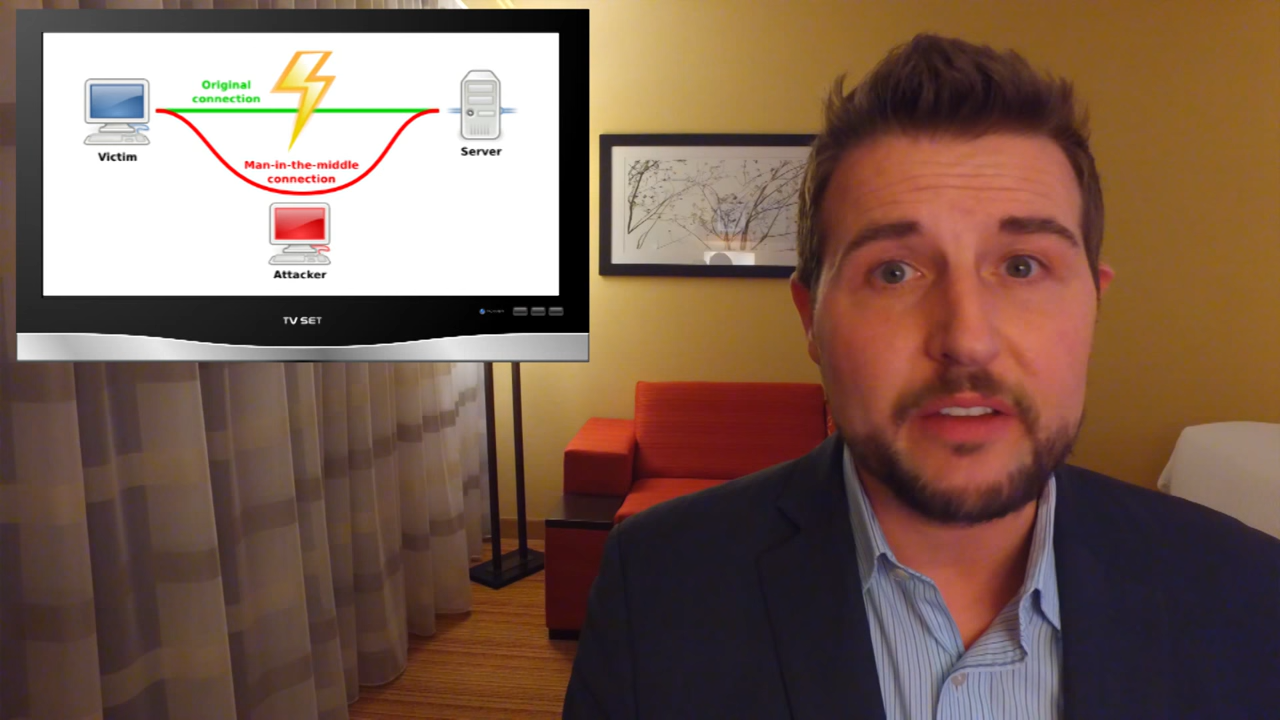 Original
connection
Victim
Server
Man-in-the-middle
connection
Attacker
TV SET